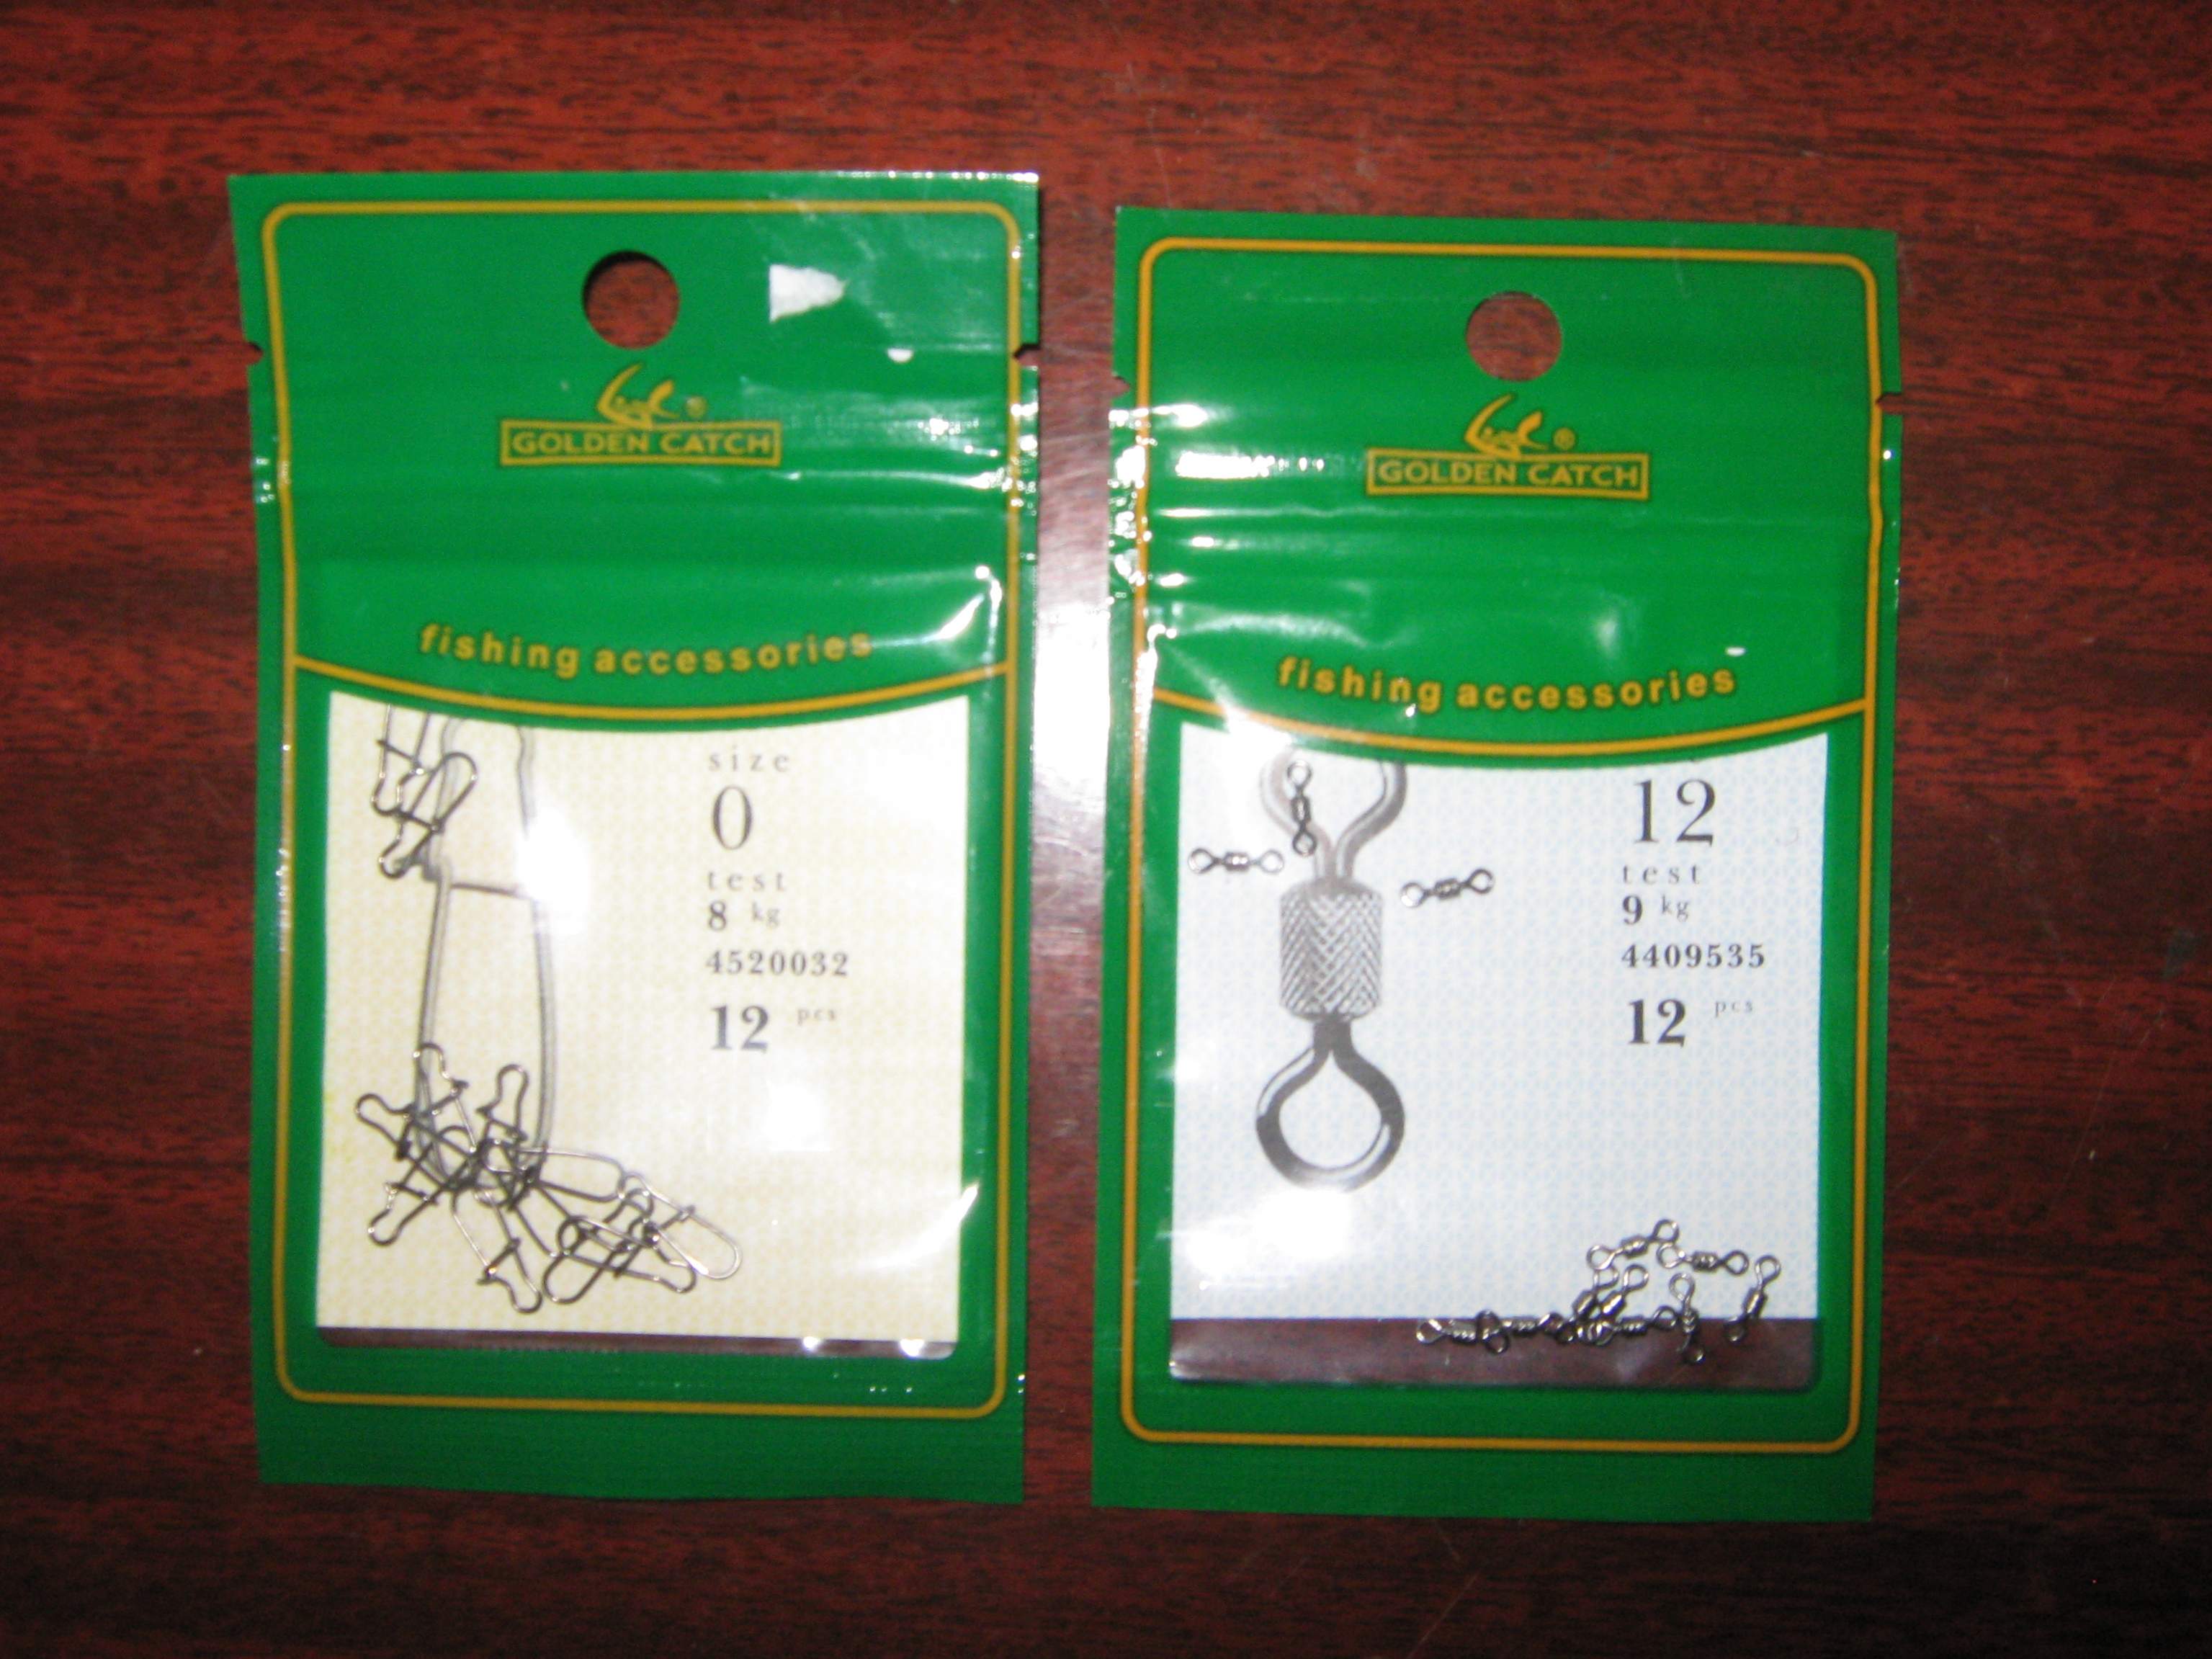 ®
GOLDEN CATCH
fishing accessories
size
0
test
8 kg
4520032
12 pcs
®
GOLDEN CATCH
fishing accessories
12
test
9 kg
4409535
12 pcs